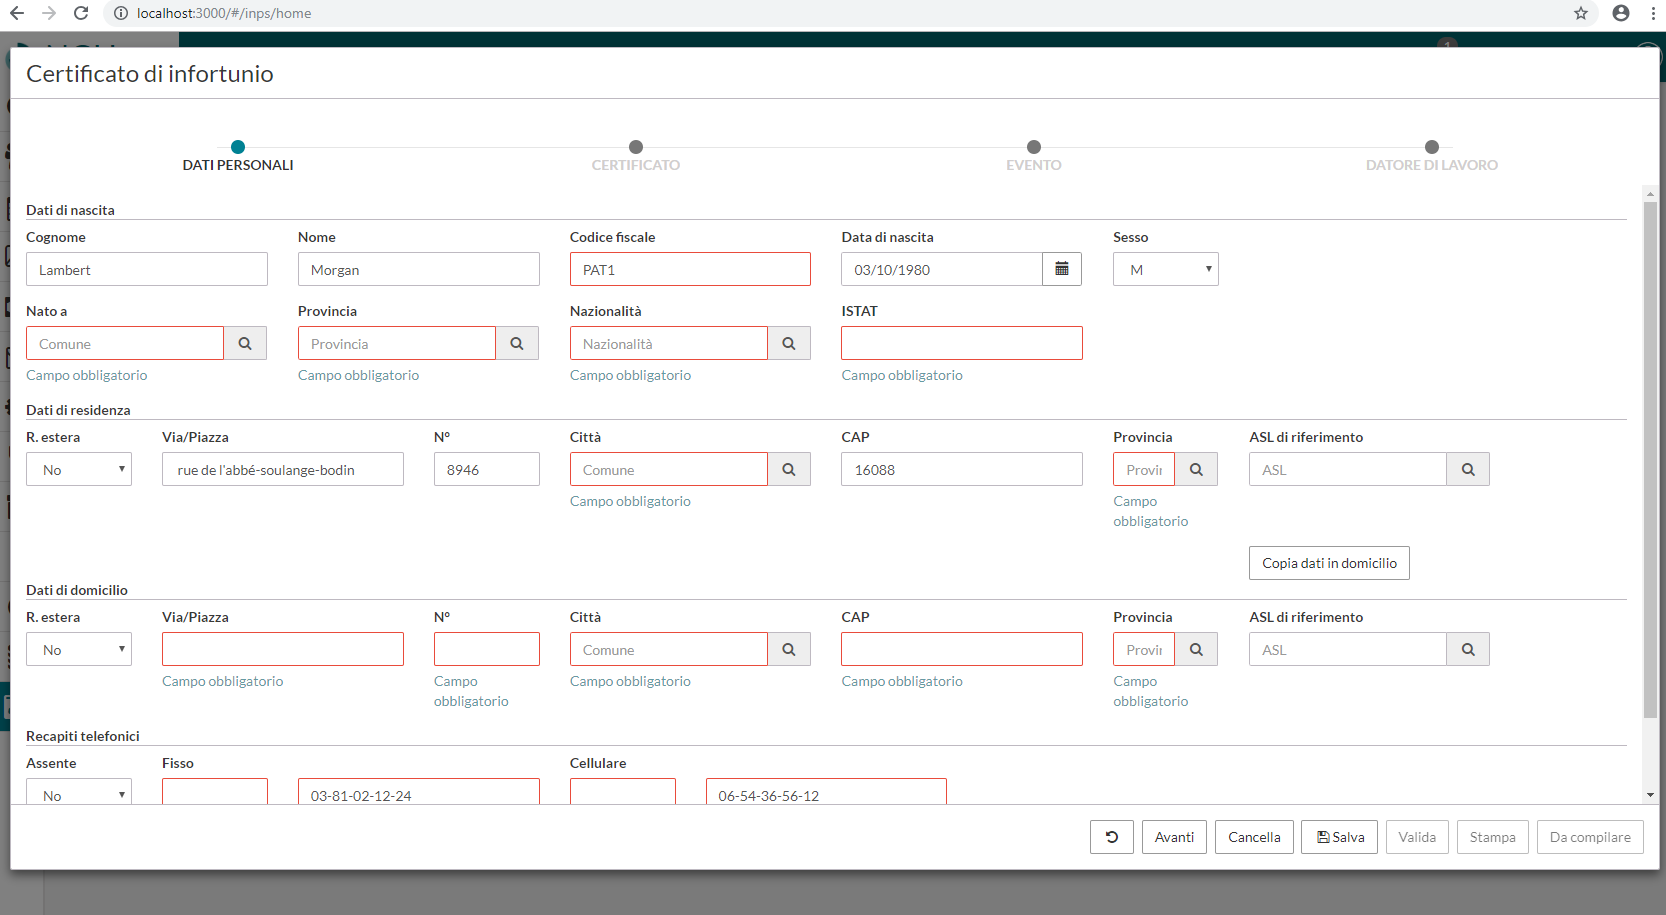 localhost:3000/#/inps/home
Certificato di infortunio
DATI PERSONALI CERTIFICATO EVENTO DATORE DI LAVORO
Dati di nascita
Cognome Nome Codice fiscale Data di nascita Sesso
Lambert Morgan PAT1 03/10/1980 M
Nato a Provincia Nazionalità ISTAT
Comune Provincia Nazionalità
Campo obbligatorio Campo obbligatorio Campo obbligatorio Campo obbligatorio
Dati di residenza
R. estera Via/Piazza N° Città CAP Provincia ASL di riferimento
No rue de l'abbé-soulange-bodin 8946 Comune 16088 Provin ASL
Campo obbligatorio Campo
obbligatorio
Copia dati in domicilio
Dati di domicilio
R. estera Via/Piazza N° Città CAP Provincia ASL di riferimento
No Comune Provin ASL
Campo obbligatorio Campo Campo obbligatorio Campo obbligatorio Campo
obbligatorio obbligatorio
Recapiti telefonici
Assente Fisso Cellulare
No 03-81-02-12-24 06-54-36-56-12
Avanti Cancella Salva Valida Stampa Da compilare